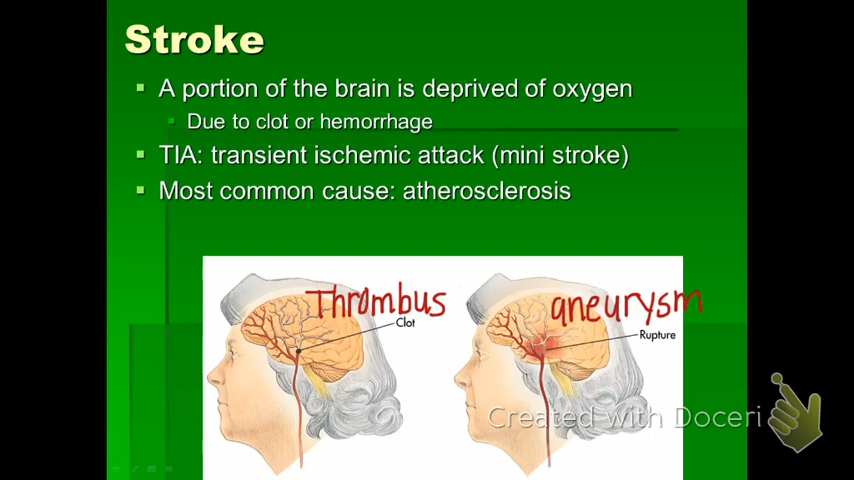 Stroke
A portion of the brain is deprived of oxygen
Due to clot or hemorrhage
TIA: transient ischemic attack (mini stroke)
Most common cause: atherosclerosis
Thrombus
Clot
aneurysm
Rupture
Created with Doceri